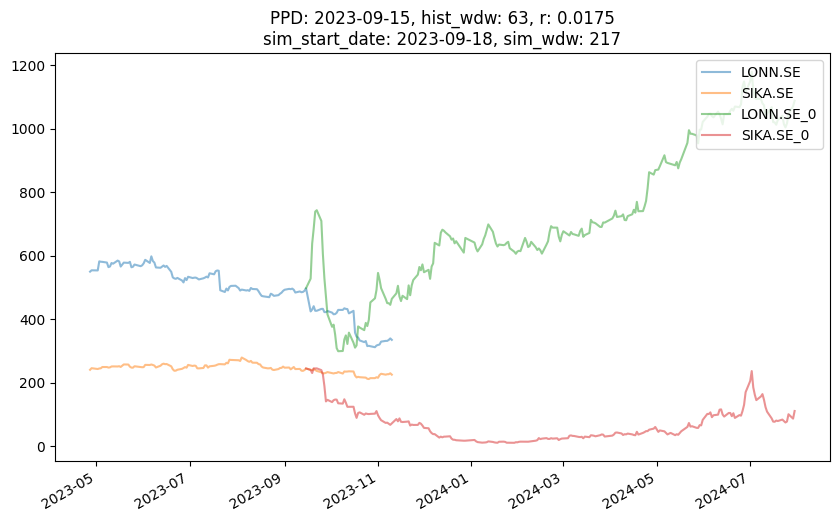 PPD: 2023-09-15, hist_wdw: 63, r: 0.0175
sim_start_date: 2023-09-18, sim_wdw: 217
1200
1000
800
600
400
200
0
LONN.SE
SIKA.SE
LONN.SE_0
SIKA.SE_0
2023-05
2023-07
2023-09
2023-11
2024-01
2024-03
2024-05
2024-07